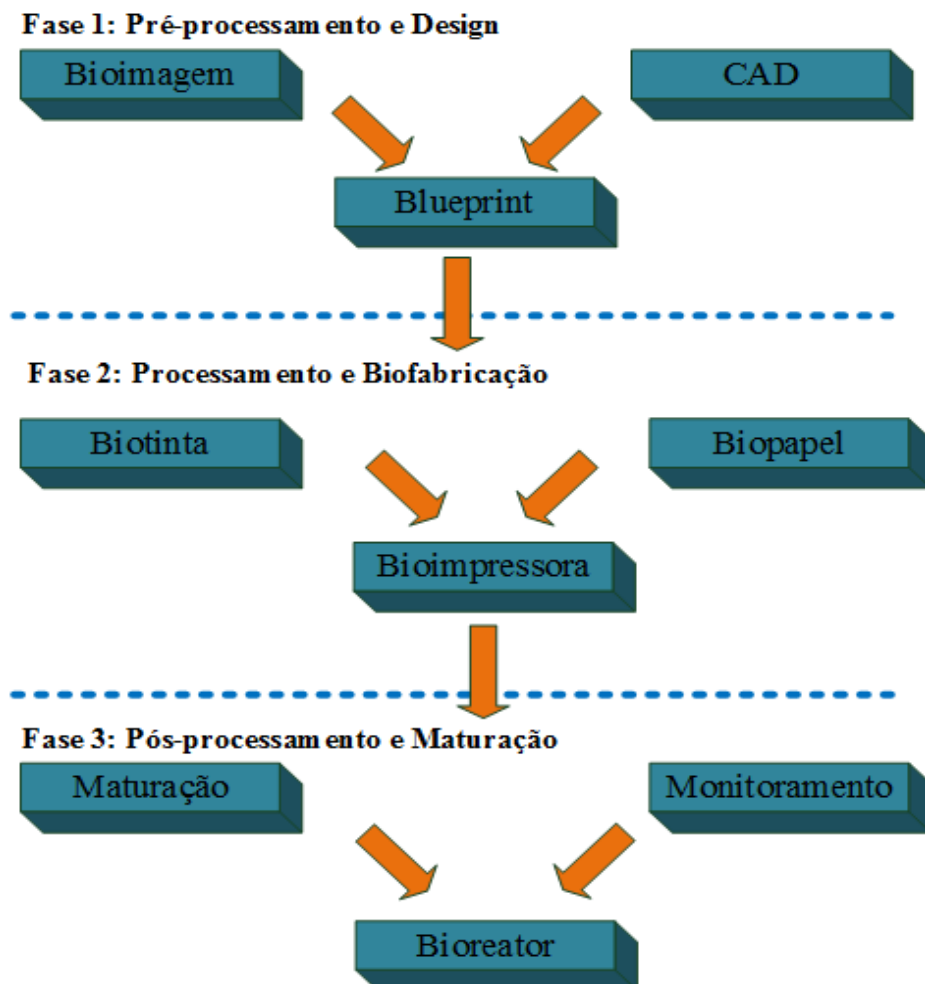 Fase 1: Pré-processamento e Design
Bioimagem
CAD
Blueprint
Fase 2: Processamento e Biofabricação
Biotinta
Biopapel
Bioimpressora
Fase 3: Pós-processamento e Maturação
Maturação
Monitoramento
Bioreator